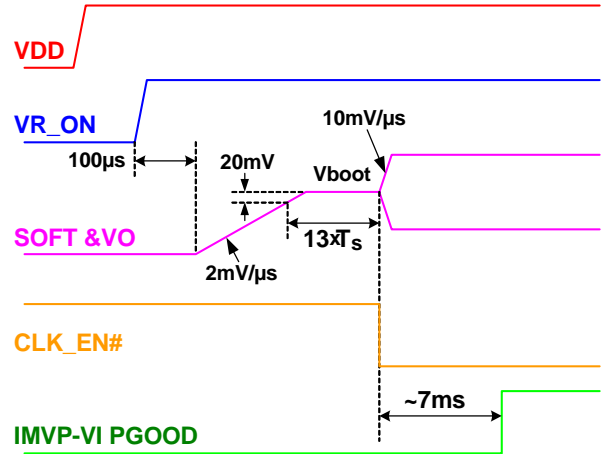 VDD
VR_ON
100µs
20mV
Vboot
10mV/µs
SOFT &VO
2mV/µs
13xTs
CLK_EN#
~7ms
IMVP-VI PGOOD